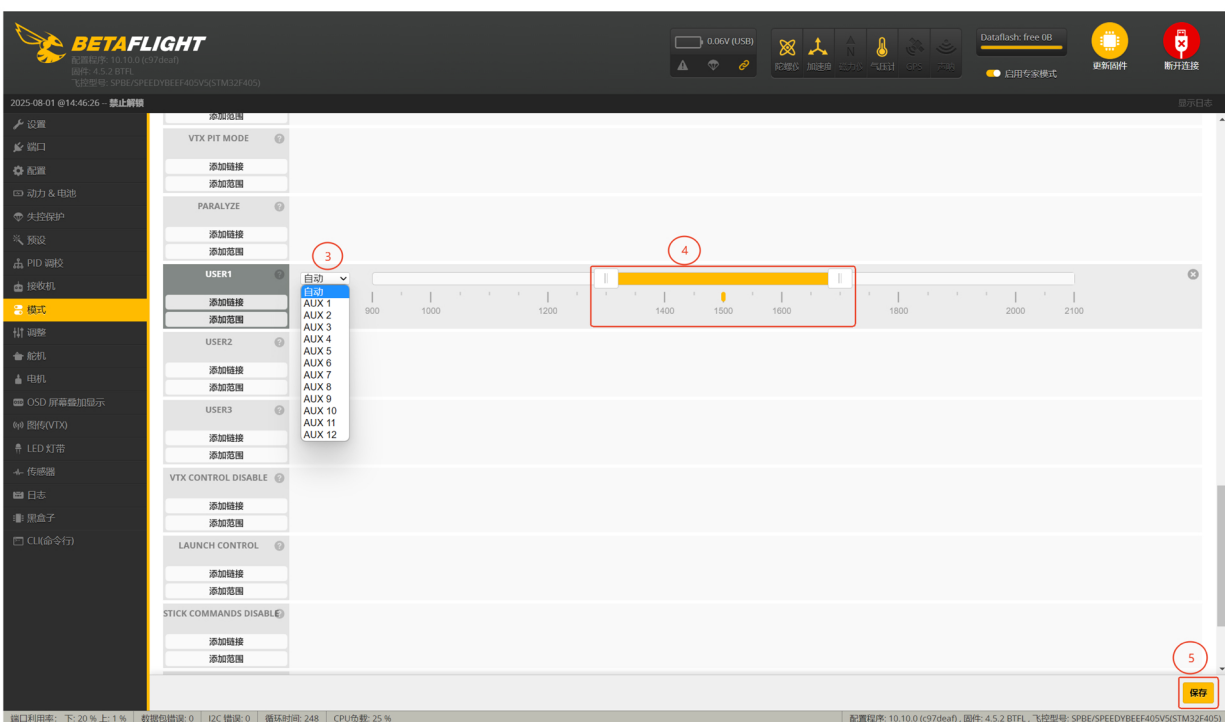 BETAFLIGHT
配置程序: 10.10.0 (c97deaf)
固件: 4.5.2 BTFL
飞控型号: SPBE/SPEEDYBEEF405V5(STM32F405)
0.06V (USB)
陀螺仪 加速度 磁力计 气压计 GPS 声呐
Dataflash: free 0B
启用专家模式
更新固件
断开连接
2025-08-01 @14:46:26 -- 禁止解锁
显示日志
设置
端口
配置
动力 & 电池
失控保护
预设
PID 调校
接收机
模式
调整
舵机
电机
OSD 屏幕叠加显示
图传(VTX)
LED 灯带
传感器
日志
黑盒子
CLI(命令行)
添加范围
VTX PIT MODE
添加链接
添加范围
PARALYZE
添加链接
添加范围
USER1
添加链接
添加范围
3
自动
自动
AUX 1
AUX 2
AUX 3
AUX 4
AUX 5
AUX 6
AUX 7
AUX 8
AUX 9
AUX 10
AUX 11
AUX 12
4
900 1000 1200 1400 1500 1600 1800 2000 2100
USER2
添加链接
添加范围
USER3
添加链接
添加范围
VTX CONTROL DISABLE
添加链接
添加范围
LAUNCH CONTROL
添加链接
添加范围
STICK COMMANDS DISABLE
添加链接
添加范围
5
保存
端口利用率: 下: 20 % 上: 1 % 数据包错误: 0 I2C 错误: 0 循环时间: 248 CPU负载: 25 %
配置程序: 10.10.0 (c97deaf) , 固件: 4.5.2 BTFL , 飞控型号: SPBE/SPEEDYBEEF405V5(STM32F405)